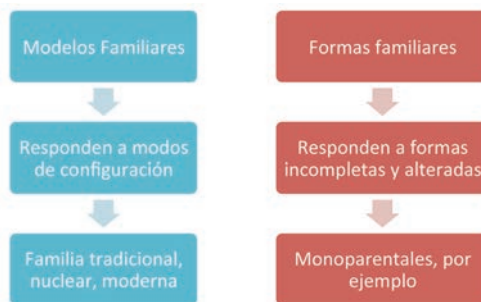 Modelos Familiares
Responden a modos
de configuración
Familia tradicional,
nuclear, moderna
Formas familiares
Responden a formas
incompletas y alteradas
Monoparentales, por
ejemplo